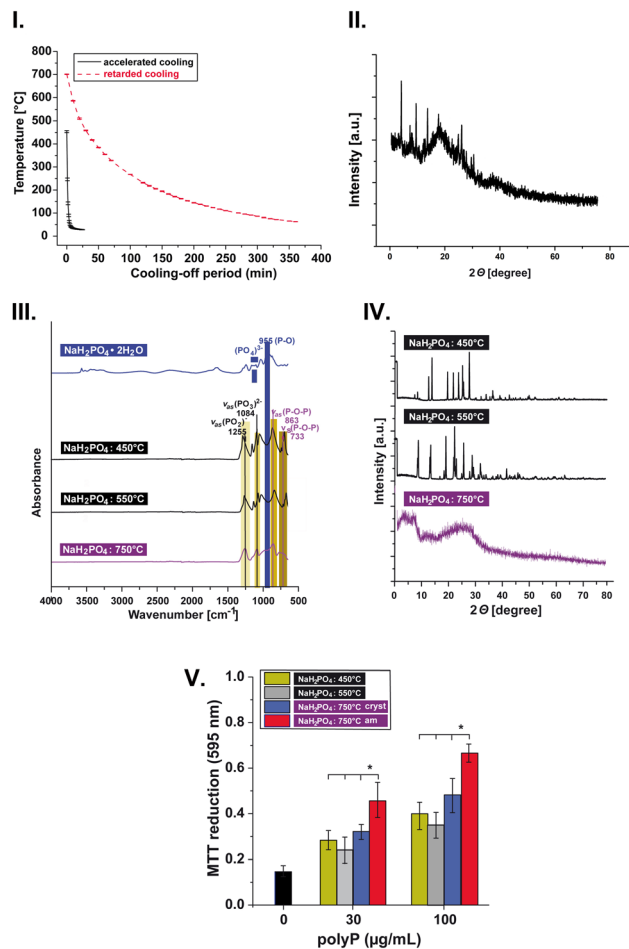 I.
Temperature [°C]
800
700
600
500
400
300
200
100
0
accelerated cooling
retarded cooling
0 50 100 150 200 250 300 350 400
Cooling-off period (min)
II.
Intensity [a.u.]
0 20 40 60 80
2Θ [degree]
III.
Absorbance
NaH₂PO₄• 2H₂O
955 (P-O)
(PO₄)³⁻
νas(PO₃)²⁻
1084
νas(PO₂)⁻
1255
νas(P-O-P)
863
νs(P-O-P)
733
NaH₂PO₄: 450°C
NaH₂PO₄: 550°C
NaH₂PO₄: 750°C
4000 3500 3000 2500 2000 1500 1000 500
Wavenumber [cm⁻¹]
IV.
Intensity [a.u.]
NaH₂PO₄: 450°C
NaH₂PO₄: 550°C
NaH₂PO₄: 750°C
0 10 20 30 40 50 60 70 80
2Θ [degree]
V.
MTT reduction (595 nm)
1.0
0.8
0.6
0.4
0.2
0.0
NaH₂PO₄: 450°C
NaH₂PO₄: 550°C
NaH₂PO₄: 750°C cryst
NaH₂PO₄: 750°C am
*
*
0 30 100
polyP (µg/mL)